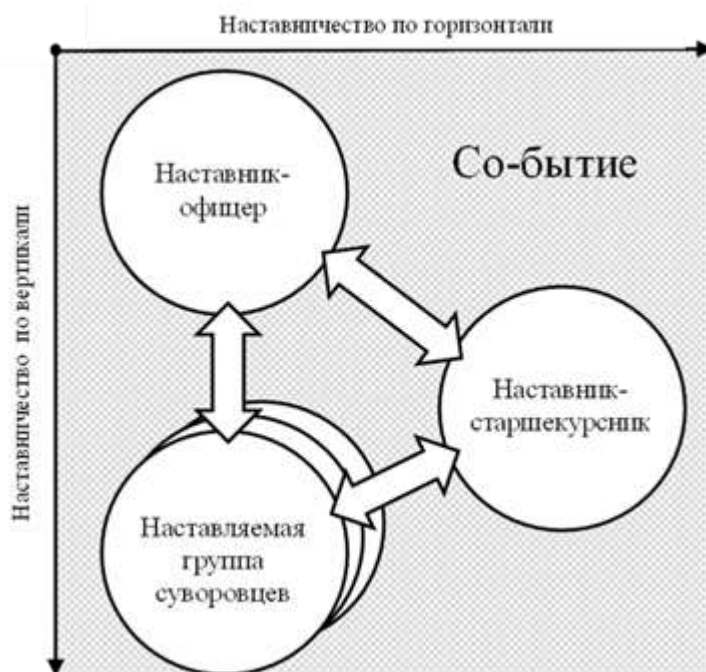 Наставничество по горизонтали
Наставничество по вертикали
Со-бытие
Наставник-
офицер
Наставник-
старшекурсник
Наставляемая
группа
суворовцев